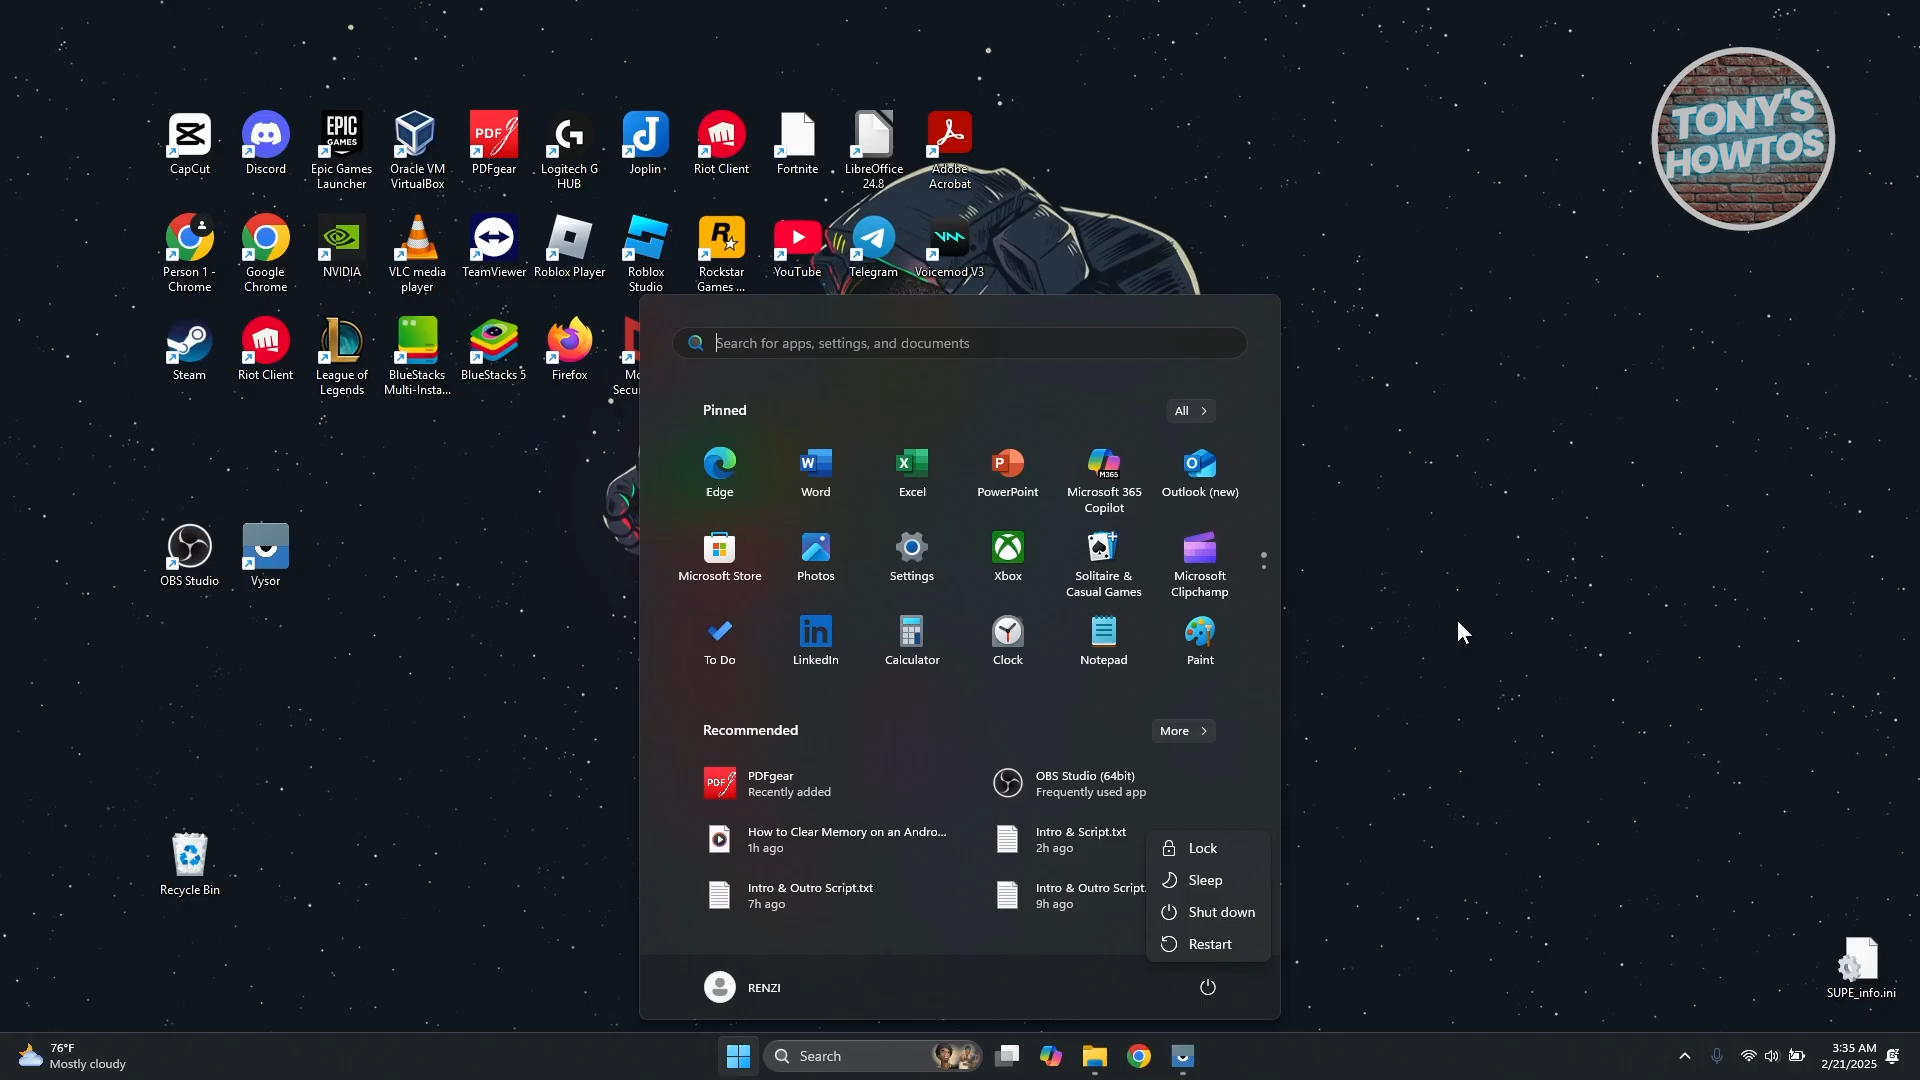 TONY'S
HOWTOS
CapCut
Discord
Epic Games
Launcher
Oracle VM
VirtualBox
PDFgear
Logitech G
HUB
Joplin
Riot Client
Fortnite
LibreOffice
24.8
Adobe
Acrobat
Person 1 -
Chrome
Google
Chrome
NVIDIA
VLC media
player
TeamViewer
Roblox Player
Roblox
Studio
Rockstar
Games ...
YouTube
Telegram
Voicemod V3
Steam
Riot Client
League of
Legends
BlueStacks
Multi-Insta...
BlueStacks 5
Firefox
OBS Studio
Vysor
Recycle Bin
SUPE_info.ini
EPIC
GAMES
PDF
Search for apps, settings, and documents
Pinned
All
Edge
Word
Excel
PowerPoint
M365
Microsoft 365
Copilot
Outlook (new)
Microsoft Store
Photos
Settings
Xbox
Solitaire &
Casual Games
Microsoft
Clipchamp
To Do
LinkedIn
Calculator
Clock
Notepad
Paint
Recommended
More
PDF
PDFgear
Recently added
OBS Studio (64bit)
Frequently used app
How to Clear Memory on an Andro...
1h ago
Intro & Script.txt
2h ago
Intro & Outro Script.txt
7h ago
Intro & Outro Script.
9h ago
Lock
Sleep
Shut down
Restart
RENZI
76°F
Mostly cloudy
Search
3:35 AM
2/21/2025